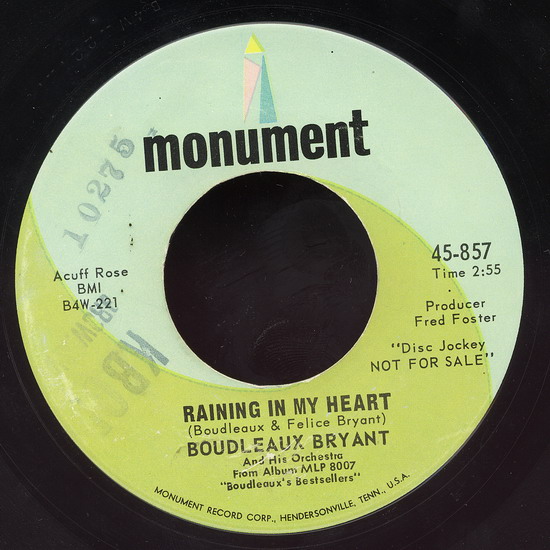 monument
10275
Acuff Rose
BMI
B4W-221
45-857
Time 2:55
Producer
Fred Foster
"Disc Jockey
NOT FOR SALE"
RAINING IN MY HEART
(Boudleaux & Felice Bryant)
BOUDLEAUX BRYANT
And His Orchestra
From Album MLP 8007
"Boudleaux's Bestsellers"
MONUMENT RECORD CORP., HENDERSONVILLE, TENN., U.S.A.